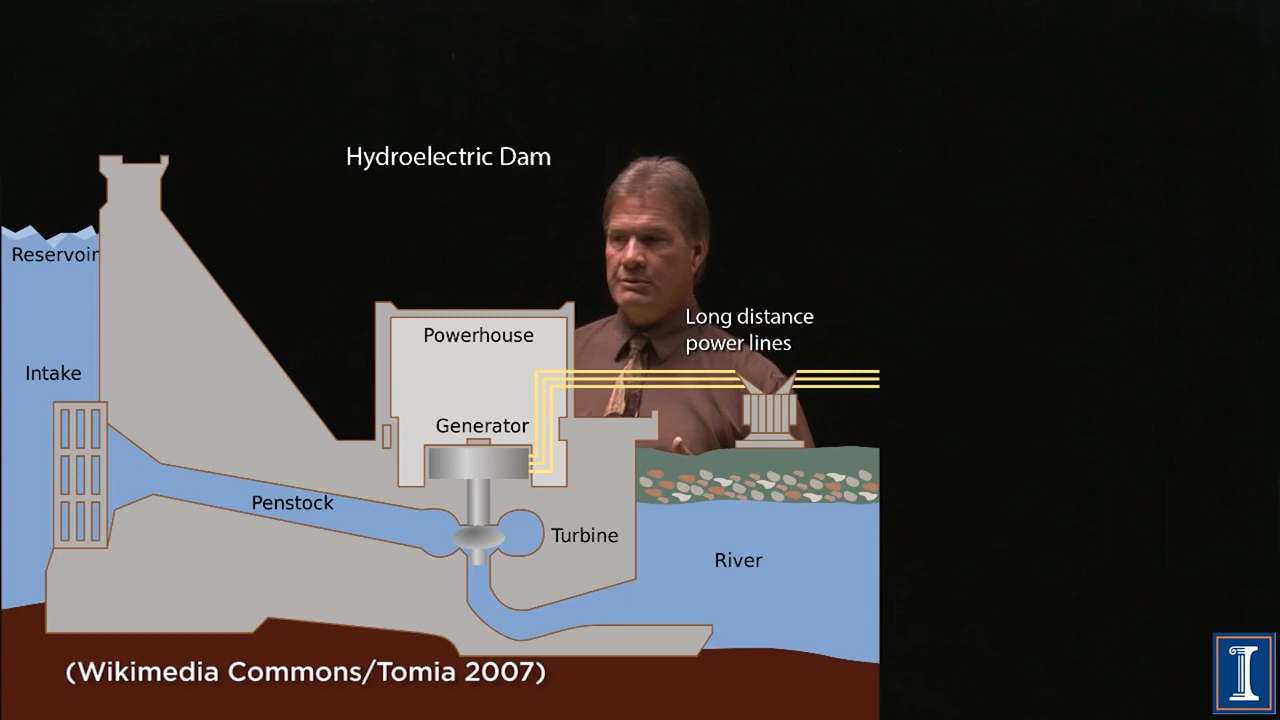 Hydroelectric Dam
Reservoir
Long distance
power lines
Powerhouse
Intake
Generator
Penstock
Turbine
River
(Wikimedia Commons/Tomia 2007)
I